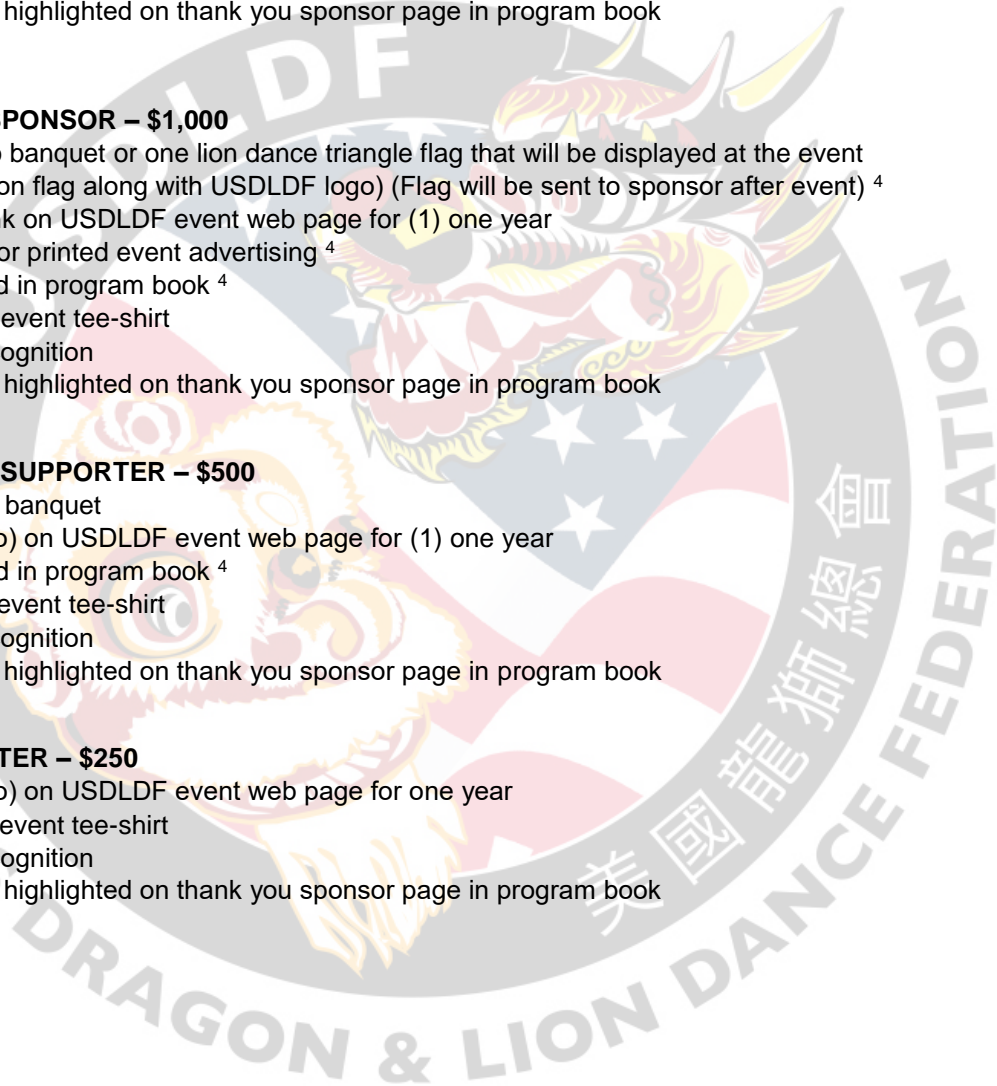 highlighted on thank you sponsor page in program book
SPONSOR – $1,000
banquet or one lion dance triangle flag that will be displayed at the event
on flag along with USDLDF logo) (Flag will be sent to sponsor after event) 4
on USDLDF event web page for (1) one year
or printed event advertising 4
in program book 4
event tee-shirt
highlighted on thank you sponsor page in program book
SUPPORTER – $500
banquet
on USDLDF event web page for (1) one year
in program book 4
event tee-shirt
highlighted on thank you sponsor page in program book
– $250
on USDLDF event web page for one year
event tee-shirt
highlighted on thank you sponsor page in program book
DLDF
DRAGON & LION DANCE FEDERATION
美國龍獅總會